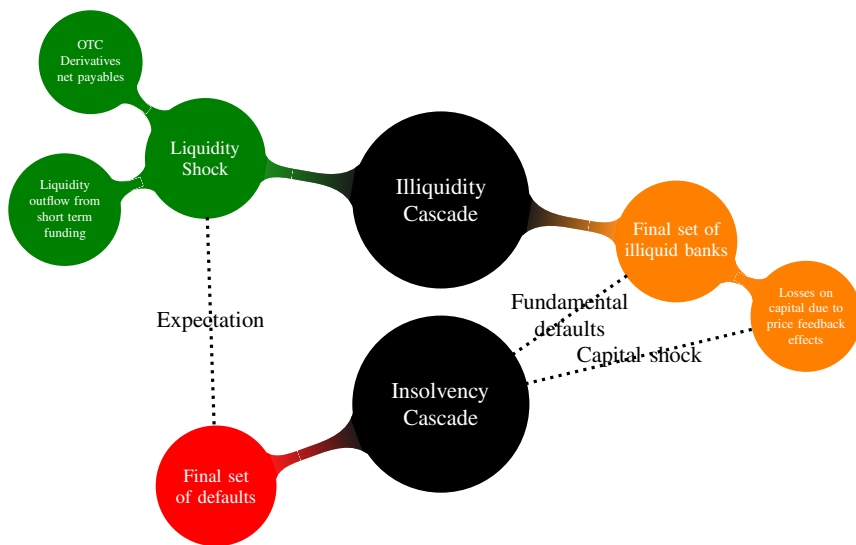 OTC
Derivatives
net payables
Liquidity
Shock
Liquidity
outflow from
short term
funding
Illiquidity
Cascade
Final set of
illiquid banks
Losses on
capital due to
price feedback
effects
Expectation
Fundamental
defaults
Capital shock
Insolvency
Cascade
Final set
of defaults